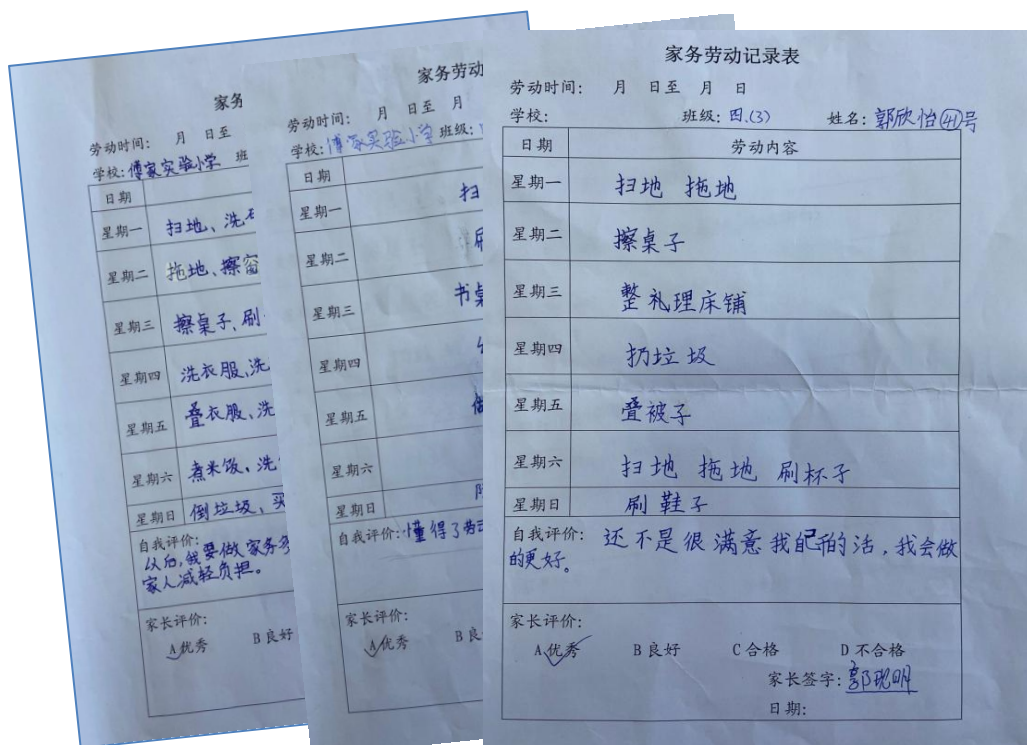 家务
劳动时间： 月 日至
学校：傅家实验小学 班
日期
星期一 扫地、洗衣
星期二 拖地、擦窗
星期三 擦桌子、刷
星期四 洗衣服、洗
星期五 叠衣服、洗
星期六 煮米饭、洗
星期日 倒垃圾、买
自我评价：
以后，我要做家务
家人减轻负担。
家长评价：
A优秀 B良好
家务劳动
劳动时间： 月 日至 月
学校：傅家实验小学 班级：
日期
星期一 扫
星期二 刷
星期三 书桌
星期四
星期五 做
星期六
星期日
自我评价：懂得了劳动
家长评价：
A优秀 B良
家务劳动记录表
劳动时间： 月 日至 月 日
学校： 班级：四.(3) 姓名：郭欣怡㊶号
日期 劳动内容
星期一 扫地 拖地
星期二 擦桌子
星期三 整礼理床铺
星期四 扔垃圾
星期五 叠被子
星期六 扫地 拖地 刷杯子
星期日 刷鞋子
自我评价：还不是很满意我自己的活，我会做
的更好。
家长评价：
A优秀 B良好 C合格 D不合格
家长签字：郭现明
日期：